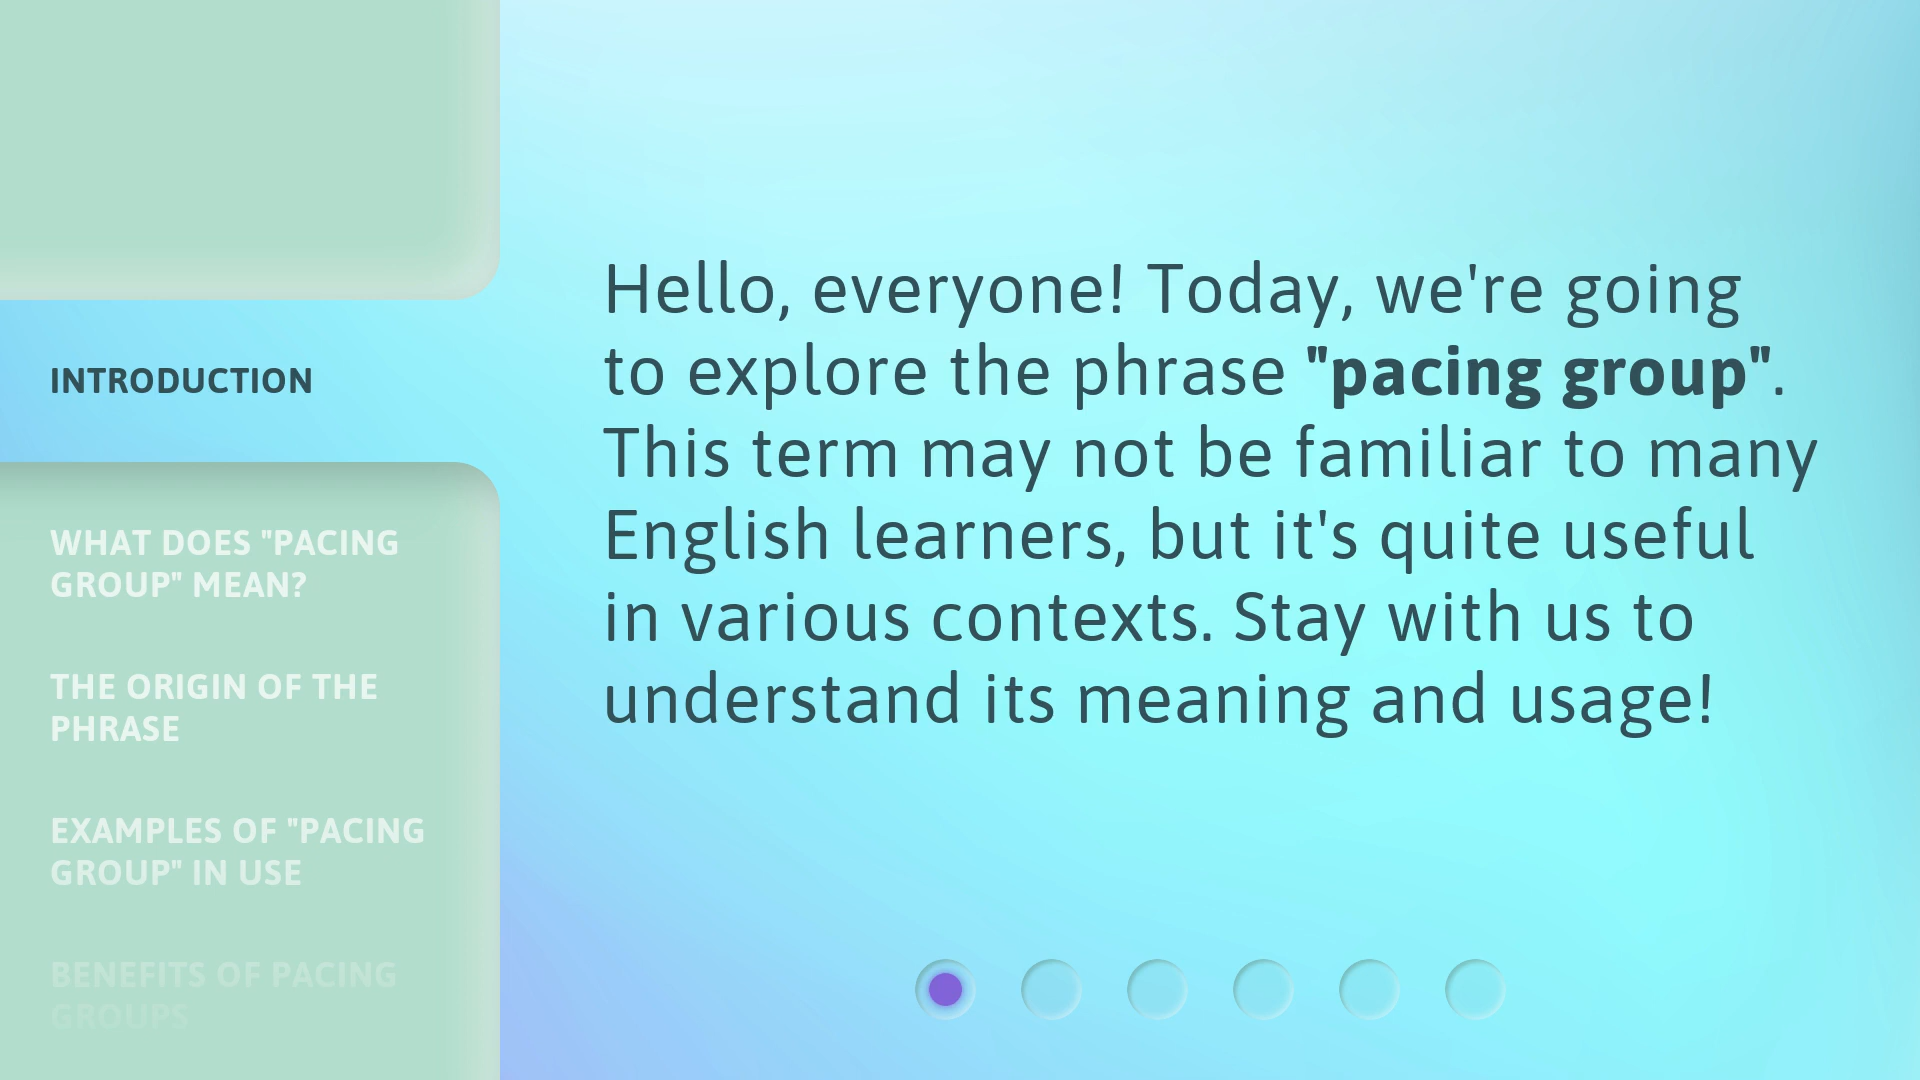 INTRODUCTION
WHAT DOES "PACING
GROUP" MEAN?
THE ORIGIN OF THE
PHRASE
EXAMPLES OF "PACING
GROUP" IN USE
BENEFITS OF PACING
GROUPS
Hello, everyone! Today, we're going
to explore the phrase "pacing group".
This term may not be familiar to many
English learners, but it's quite useful
in various contexts. Stay with us to
understand its meaning and usage!